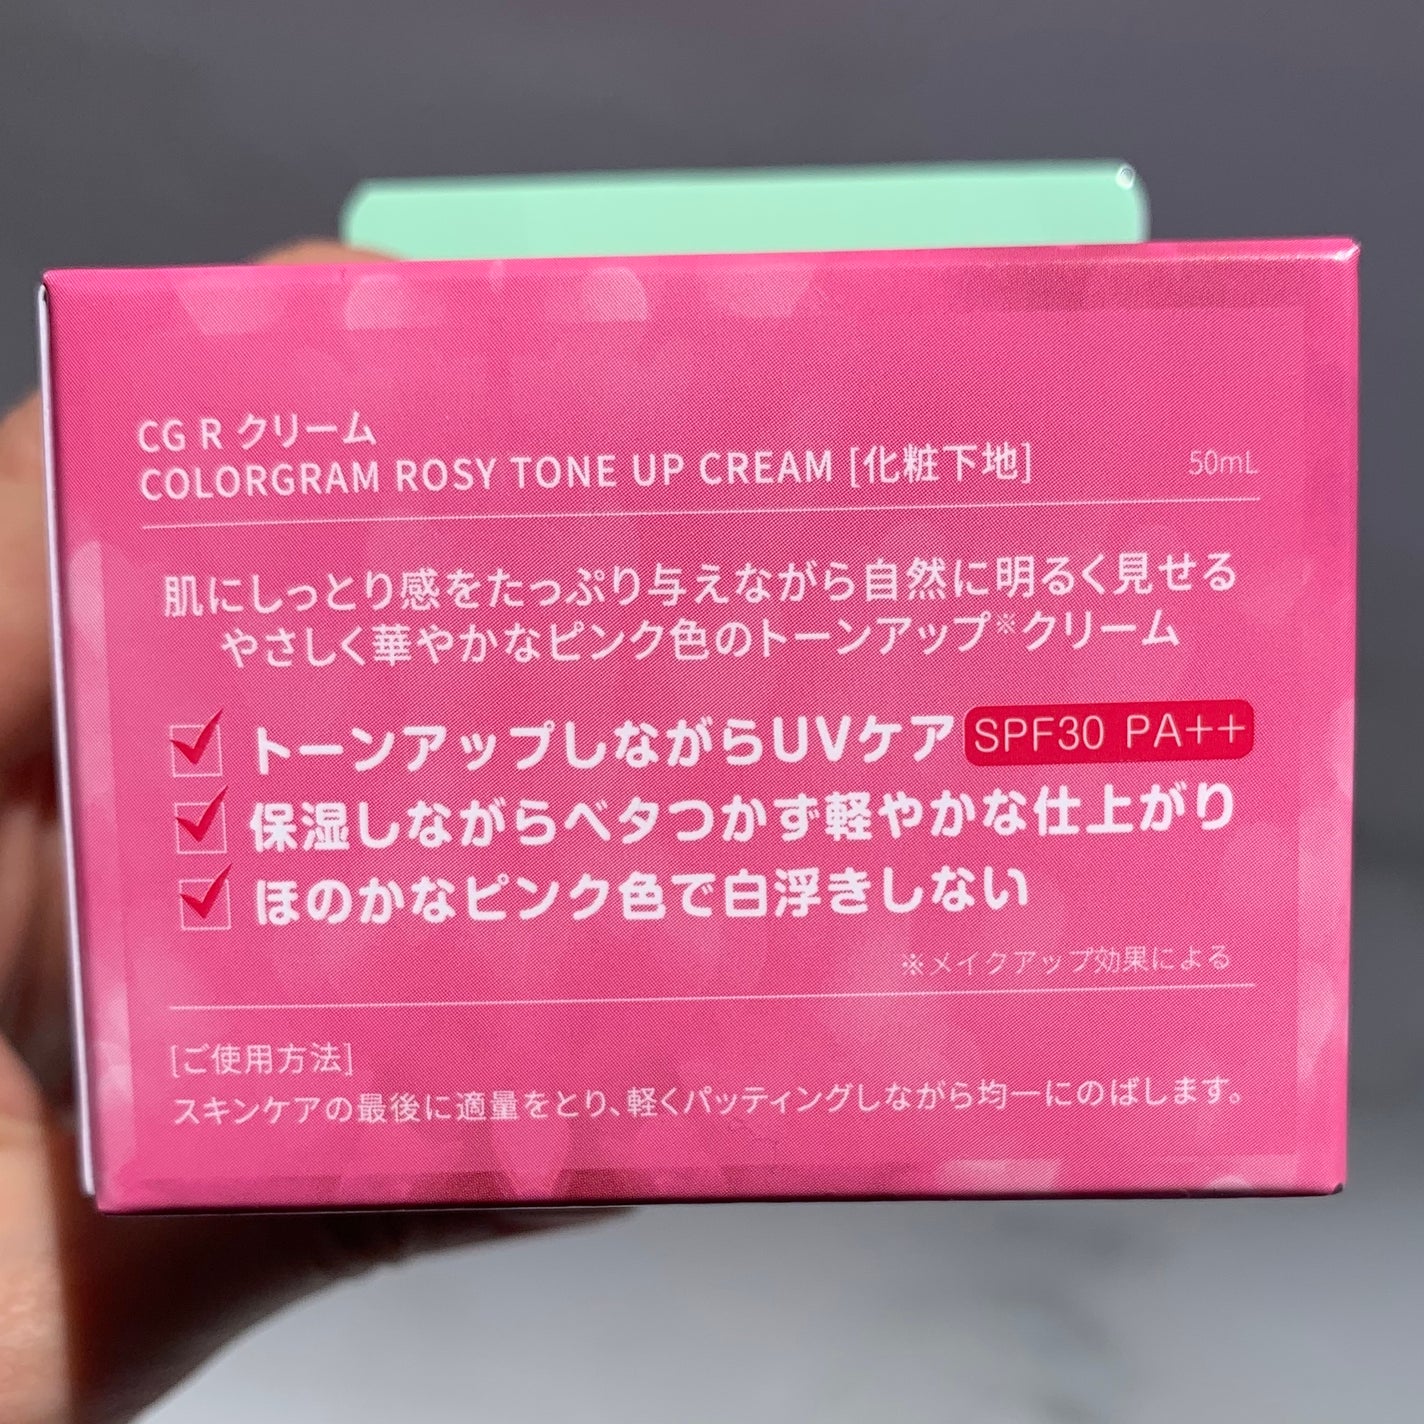 CG R クリーム
COLORGRAM ROSY TONE UP CREAM [化粧下地] 50mL
肌にしっとり感をたっぷり与えながら自然に明るく見せる
やさしく華やかなピンク色のトーンアップ※クリーム
トーンアップしながらUVケア SPF30 PA++
保湿しながらベタつかず軽やかな仕上がり
ほのかなピンク色で白浮きしない
※メイクアップ効果による
[ご使用方法]
スキンケアの最後に適量をとり、軽くパッティングしながら均一にのばします。